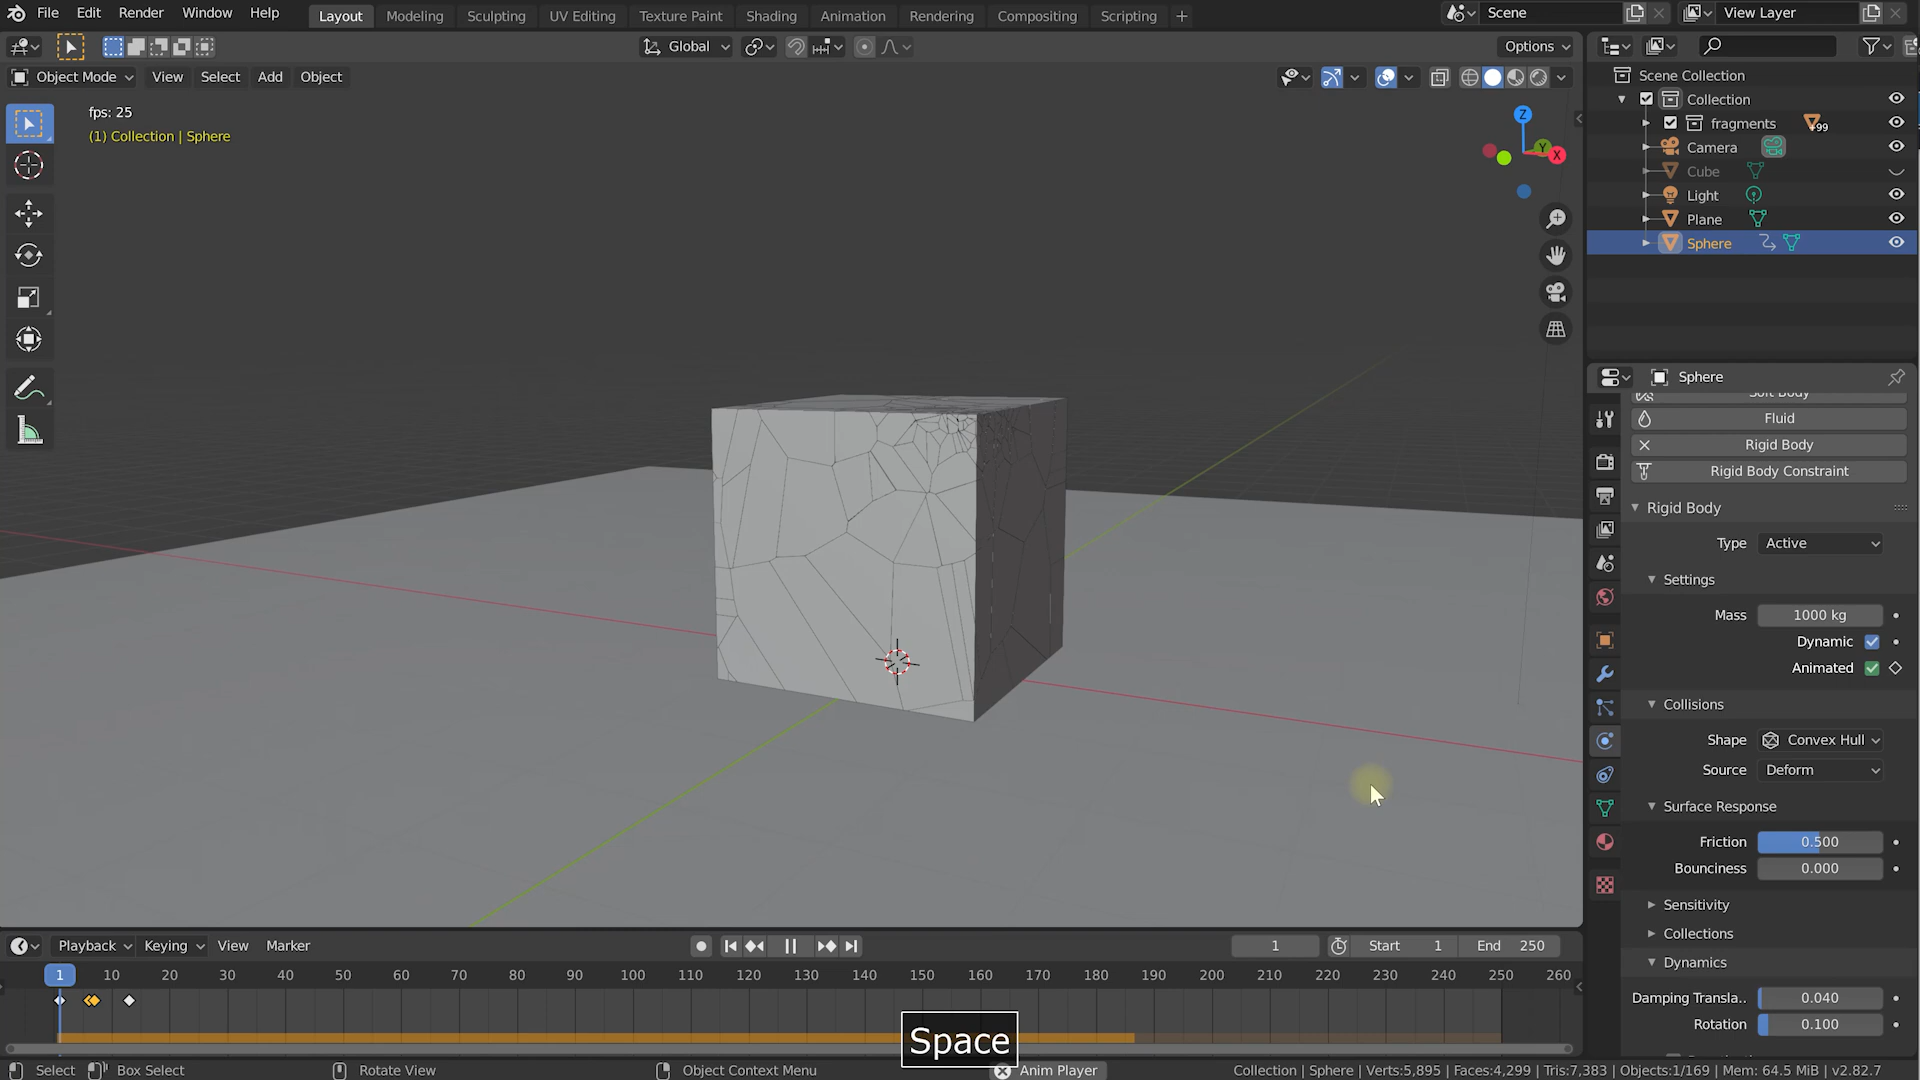 File Edit Render Window Help Layout Modeling Sculpting UV Editing Texture Paint Shading Animation Rendering Compositing Scripting Scene View Layer
Global Options
Object Mode View Select Add Object
fps: 25
(1) Collection | Sphere
Z
Y
X
Scene Collection
Collection
fragments +99
Camera
Cube
Light
Plane
Sphere
Sphere
Soft Body
Fluid
Rigid Body
Rigid Body Constraint
Rigid Body
Type Active
Settings
Mass 1000 kg
Dynamic
Animated
Collisions
Shape Convex Hull
Source Deform
Surface Response
Friction 0.500
Bounciness 0.000
Sensitivity
Collections
Dynamics
Damping Transla.. 0.040
Rotation 0.100
Playback Keying View Marker 1 Start 1 End 250
1 10 20 30 40 50 60 70 80 90 100 110 120 130 140 150 160 170 180 190 200 210 220 230 240 250 260
Space
Select Box Select Rotate View Object Context Menu Anim Player Collection | Sphere | Verts:5,895 | Faces:4,299 | Tris:7,383 | Objects:1/169 | Mem: 64.5 MiB | v2.82.7